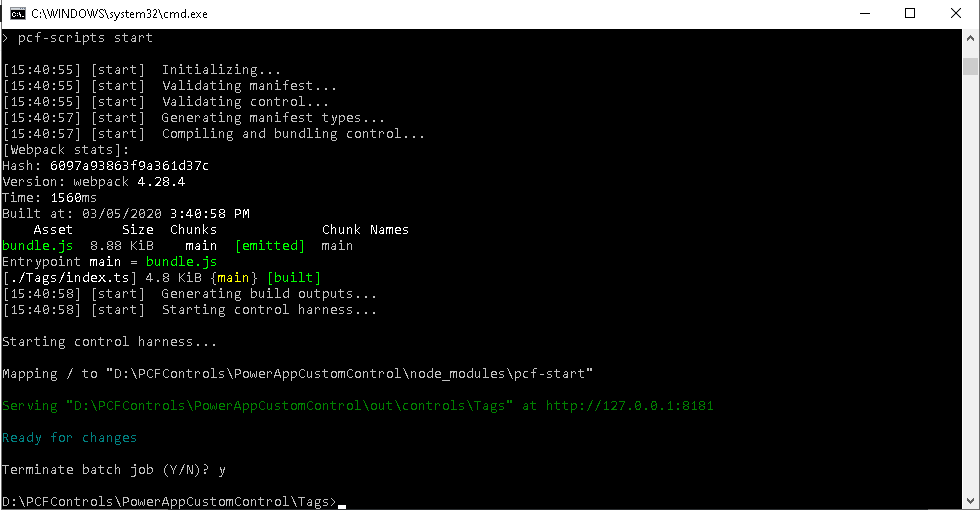 C:\WINDOWS\system32\cmd.exe
> pcf-scripts start
[15:40:55] [start]  Initializing...
[15:40:55] [start]  Validating manifest...
[15:40:55] [start]  Validating control...
[15:40:57] [start]  Generating manifest types...
[15:40:57] [start]  Compiling and bundling control...
[Webpack stats]:
Hash: 6097a93863f9a361d37c
Version: webpack 4.28.4
Time: 1560ms
Built at: 03/05/2020 3:40:58 PM
    Asset      Size  Chunks             Chunk Names
bundle.js  8.88 KiB    main  [emitted]  main
Entrypoint main = bundle.js
[./Tags/index.ts] 4.8 KiB {main} [built]
[15:40:58] [start]  Generating build outputs...
[15:40:58] [start]  Starting control harness...
Starting control harness...
Mapping / to "D:\PCFControls\PowerAppCustomControl\node_modules\pcf-start"
Serving "D:\PCFControls\PowerAppCustomControl\out\controls\Tags" at http://127.0.0.1:8181
Ready for changes
Terminate batch job (Y/N)? y
D:\PCFControls\PowerAppCustomControl\Tags>